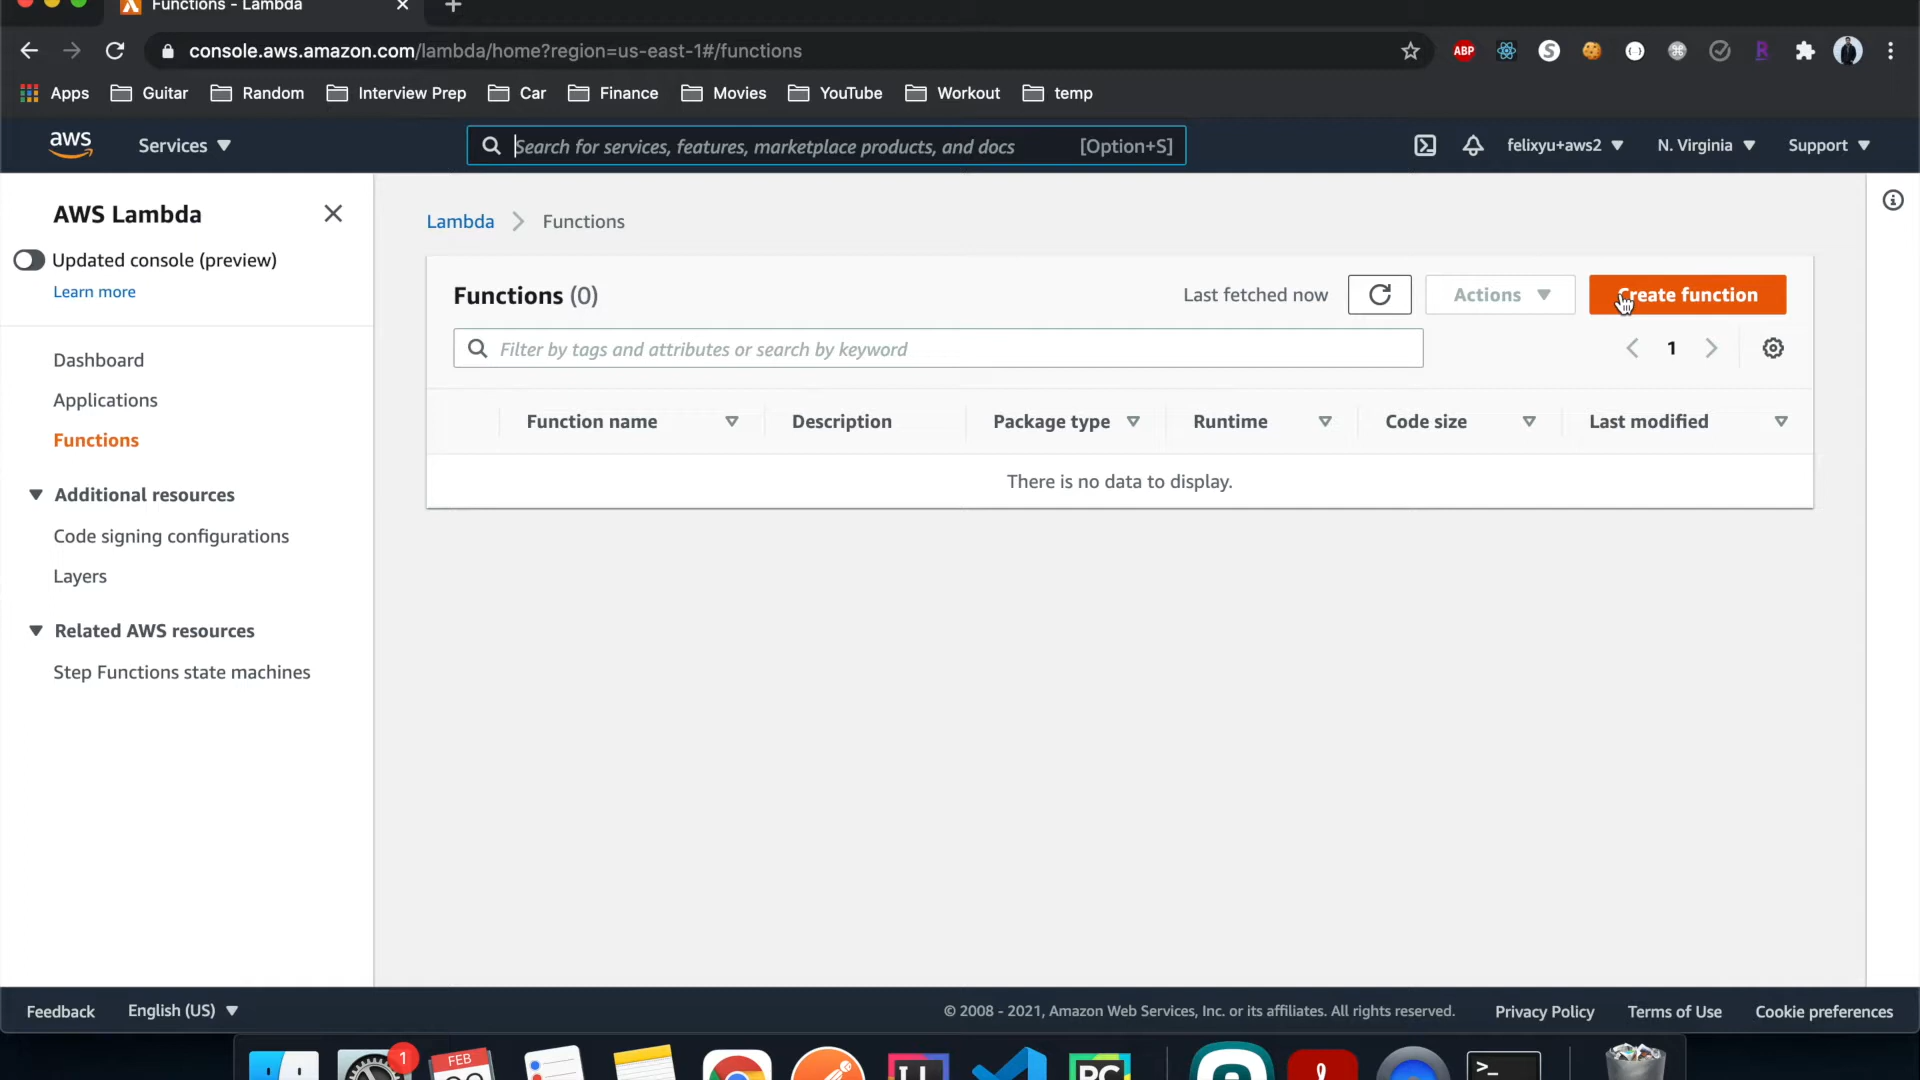 Functions - Lambda
console.aws.amazon.com/lambda/home?region=us-east-1#/functions
ABP
S
R
Apps Guitar Random Interview Prep Car Finance Movies YouTube Workout temp
aws Services Search for services, features, marketplace products, and docs [Option+S] felixyu+aws2 N. Virginia Support
AWS Lambda
Updated console (preview)
Learn more
Dashboard
Applications
Functions
Additional resources
Code signing configurations
Layers
Related AWS resources
Step Functions state machines
Lambda Functions
Functions (0) Last fetched now Actions Create function
Filter by tags and attributes or search by keyword 1
Function name Description Package type Runtime Code size Last modified
There is no data to display.
Feedback English (US) © 2008 - 2021, Amazon Web Services, Inc. or its affiliates. All rights reserved. Privacy Policy Terms of Use Cookie preferences
1
FEB
PC
>_